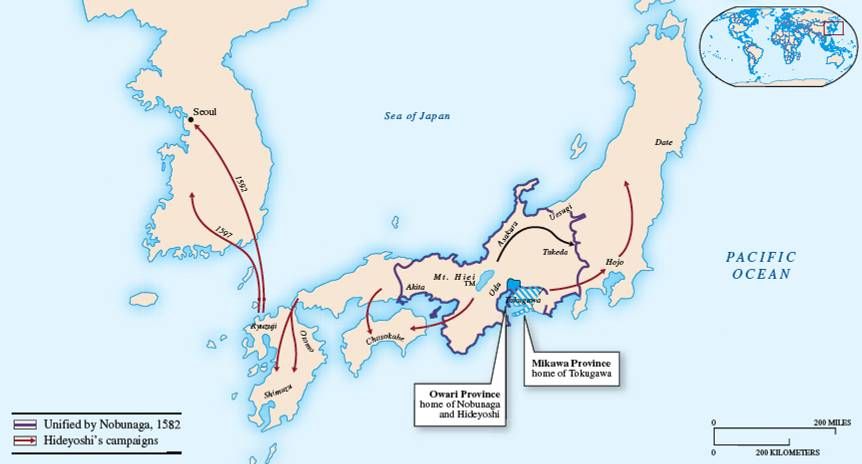 Seoul
Sea of Japan
Date
1592
1597
Uesugi
Asakura
Takeda
Hojo
PACIFIC
OCEAN
Mt. Hiei
TM
Akita
Oda
Tokugawa
Ryuzuji
Otomo
Chosokabe
Shimazu
Mikawa Province
home of Tokugawa
Owari Province
home of Nobunaga
and Hideyoshi
Unified by Nobunaga, 1582
Hideyoshi's campaigns
0 200 MILES
0 200 KILOMETERS